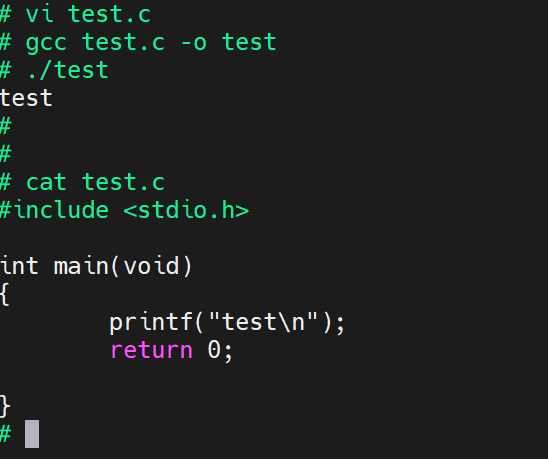 # vi test.c
# gcc test.c -o test
# ./test
test
#
#
# cat test.c
#include <stdio.h>

int main(void)
{
        printf("test\n");
        return 0;

}
#